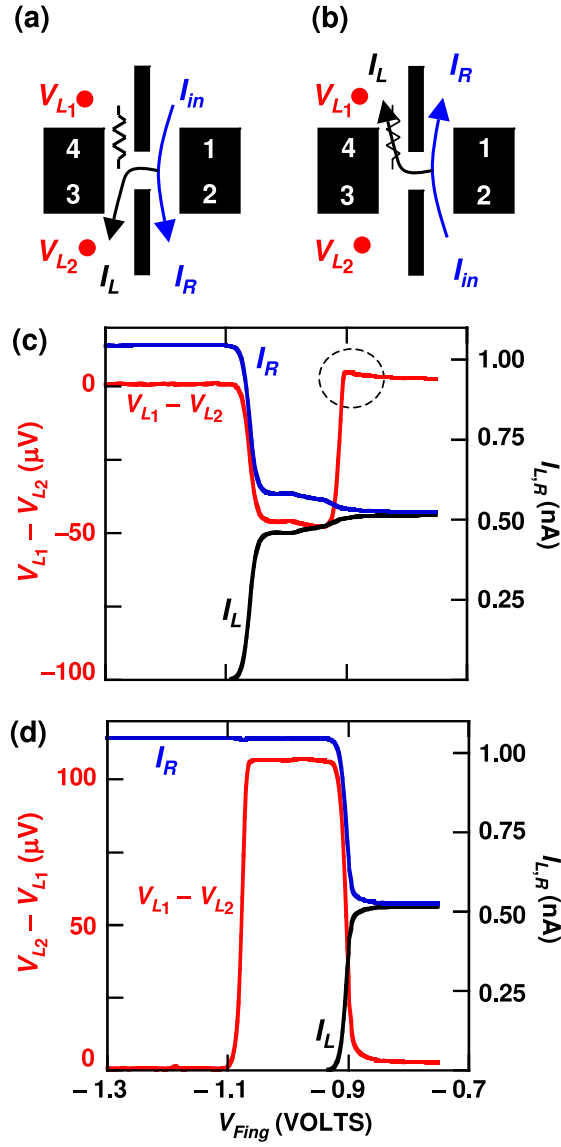 (a)
V_L1
I_in
4 1
3 2
V_L2
I_L
I_R
(b)
I_L
I_R
V_L1
4 1
3 2
V_L2
I_in
(c)
I_R
V_L1 – V_L2
I_L
0
–50
–100
V_L1 – V_L2 (μV)
1.00
0.75
0.50
0.25
I_L,R (nA)
(d)
I_R
V_L1 – V_L2
I_L
100
50
0
V_L2 – V_L1 (μV)
1.00
0.75
0.50
0.25
I_L,R (nA)
–1.3 –1.1 –0.9 –0.7
V_Fing (VOLTS)